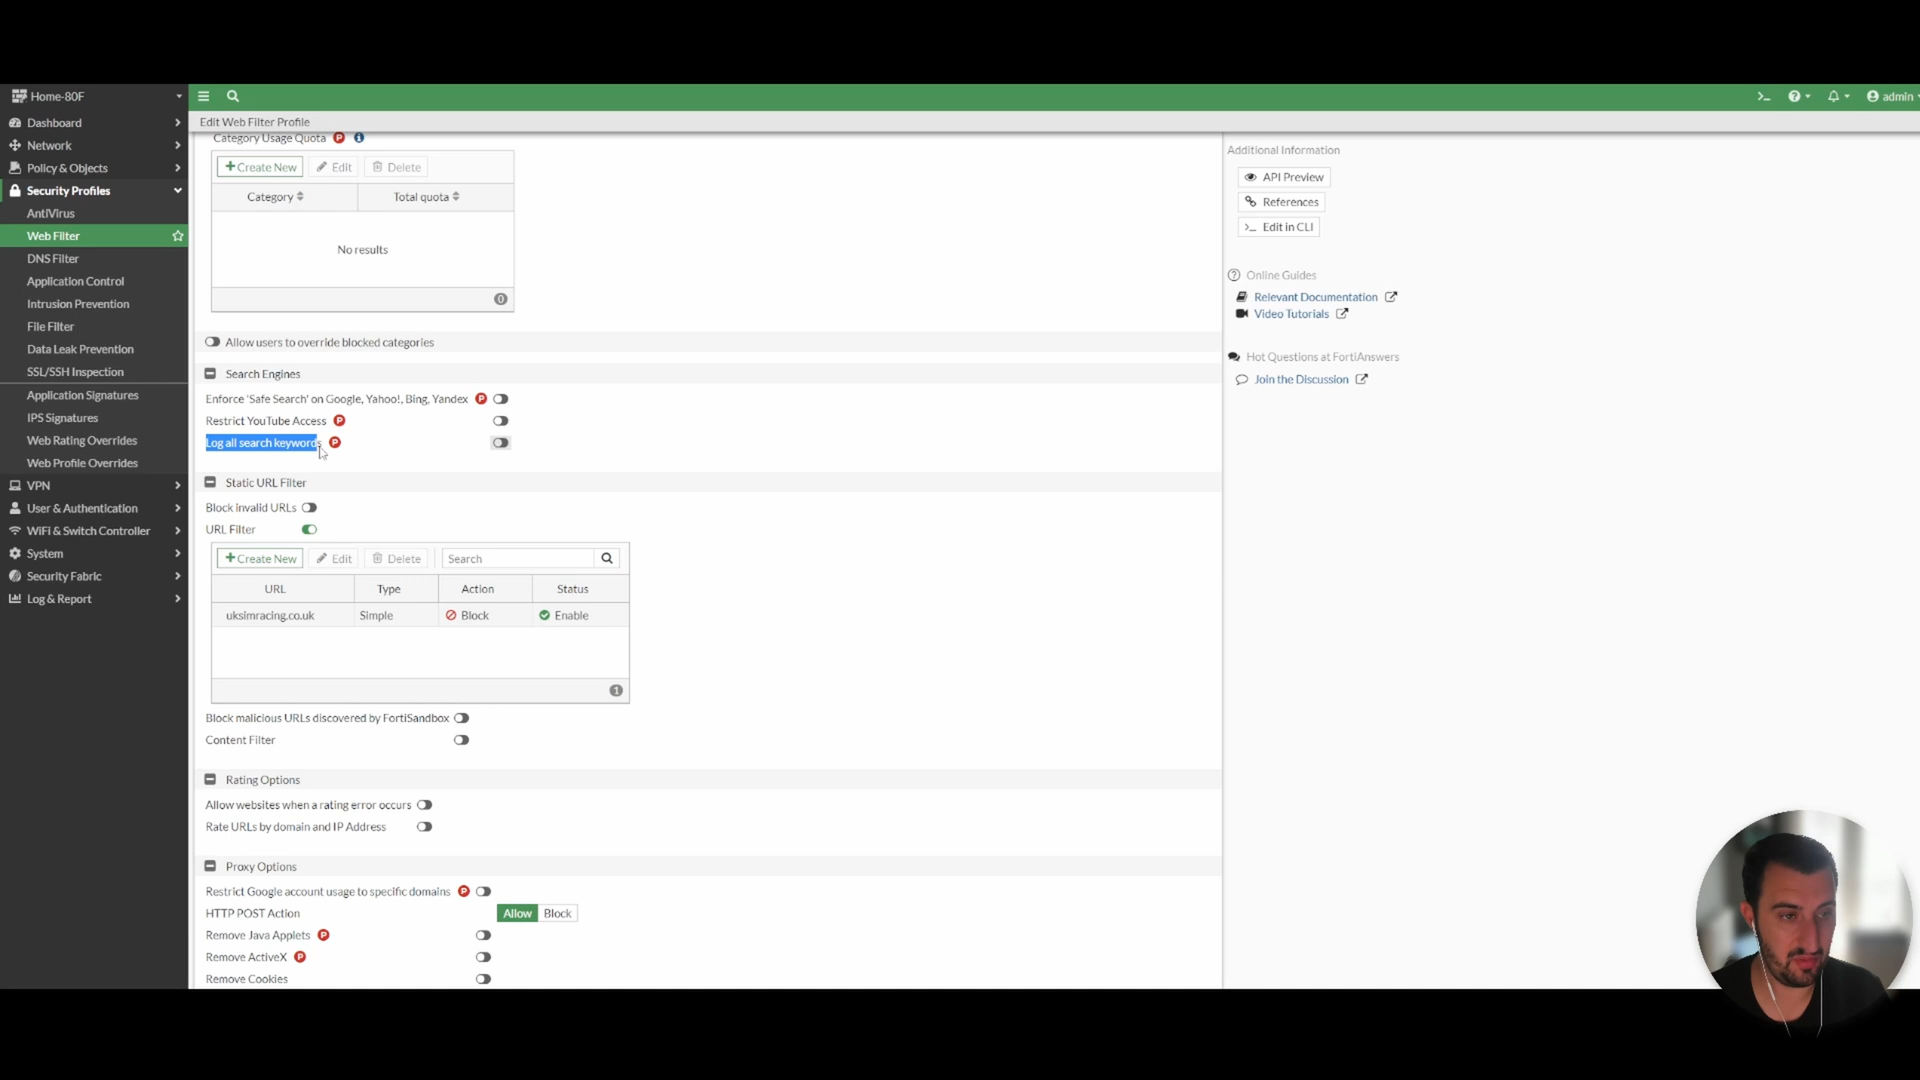 Home-80F
admin
Edit Web Filter Profile
Dashboard
Network
Policy & Objects
Security Profiles
AntiVirus
Web Filter
DNS Filter
Application Control
Intrusion Prevention
File Filter
Data Leak Prevention
SSL/SSH Inspection
Application Signatures
IPS Signatures
Web Rating Overrides
Web Profile Overrides
VPN
User & Authentication
WiFi & Switch Controller
System
Security Fabric
Log & Report
Category Usage Quota P
Create New Edit Delete
Category Total quota
No results
0
Allow users to override blocked categories
Search Engines
Enforce 'Safe Search' on Google, Yahoo!, Bing, Yandex P
Restrict YouTube Access P
Log all search keywords P
Static URL Filter
Block invalid URLs
URL Filter
Create New Edit Delete Search
URL Type Action Status
uksimracing.co.uk Simple Block Enable
1
Block malicious URLs discovered by FortiSandbox
Content Filter
Rating Options
Allow websites when a rating error occurs
Rate URLs by domain and IP Address
Proxy Options
Restrict Google account usage to specific domains P
HTTP POST Action Allow Block
Remove Java Applets P
Remove ActiveX P
Remove Cookies
Additional Information
API Preview
References
>_ Edit in CLI
Online Guides
Relevant Documentation
Video Tutorials
Hot Questions at FortiAnswers
Join the Discussion